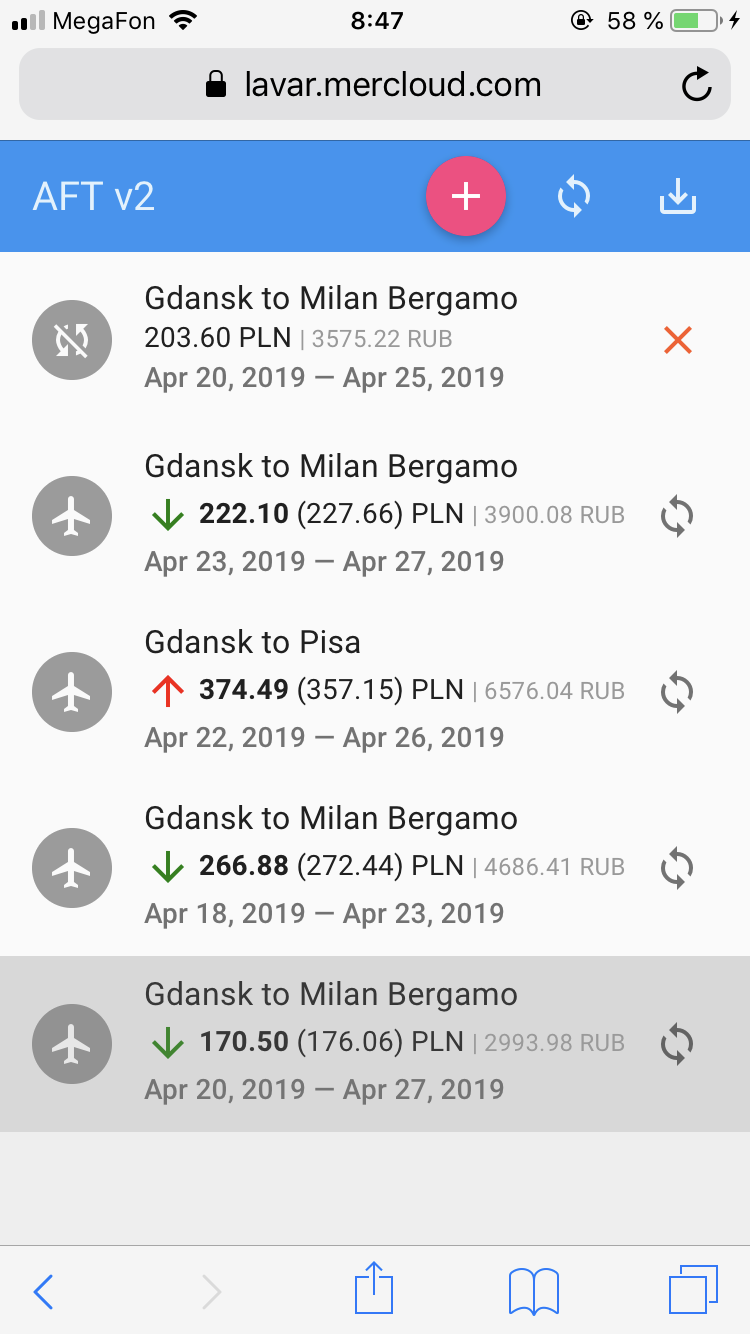 MegaFon 8:47 58 %
lavar.mercloud.com
AFT v2
Gdansk to Milan Bergamo
203.60 PLN | 3575.22 RUB
Apr 20, 2019 — Apr 25, 2019
Gdansk to Milan Bergamo
222.10 (227.66) PLN | 3900.08 RUB
Apr 23, 2019 — Apr 27, 2019
Gdansk to Pisa
374.49 (357.15) PLN | 6576.04 RUB
Apr 22, 2019 — Apr 26, 2019
Gdansk to Milan Bergamo
266.88 (272.44) PLN | 4686.41 RUB
Apr 18, 2019 — Apr 23, 2019
Gdansk to Milan Bergamo
170.50 (176.06) PLN | 2993.98 RUB
Apr 20, 2019 — Apr 27, 2019